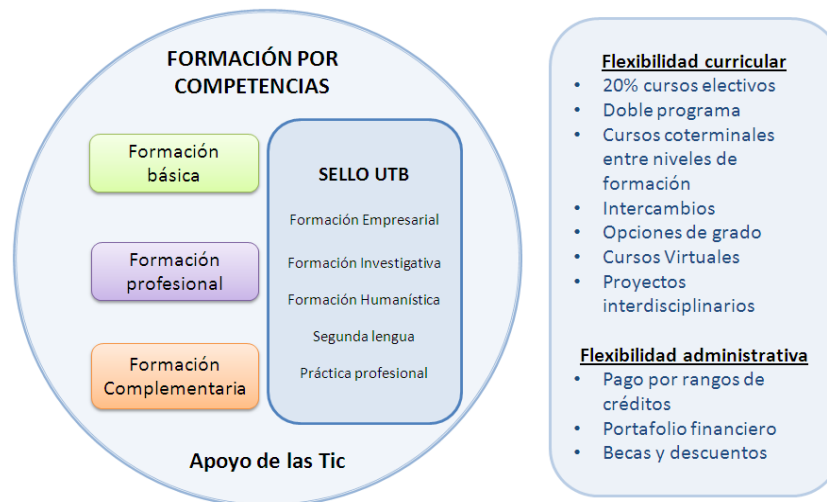 FORMACIÓN POR
COMPETENCIAS
Formación
básica
Formación
profesional
Formación
Complementaria
SELLO UTB
Formación Empresarial
Formación Investigativa
Formación Humanística
Segunda lengua
Práctica profesional
Apoyo de las Tic
Flexibilidad curricular
• 20% cursos electivos
• Doble programa
• Cursos coterminales
entre niveles de
formación
• Intercambios
• Opciones de grado
• Cursos Virtuales
• Proyectos
interdisciplinarios
Flexibilidad administrativa
• Pago por rangos de
créditos
• Portafolio financiero
• Becas y descuentos